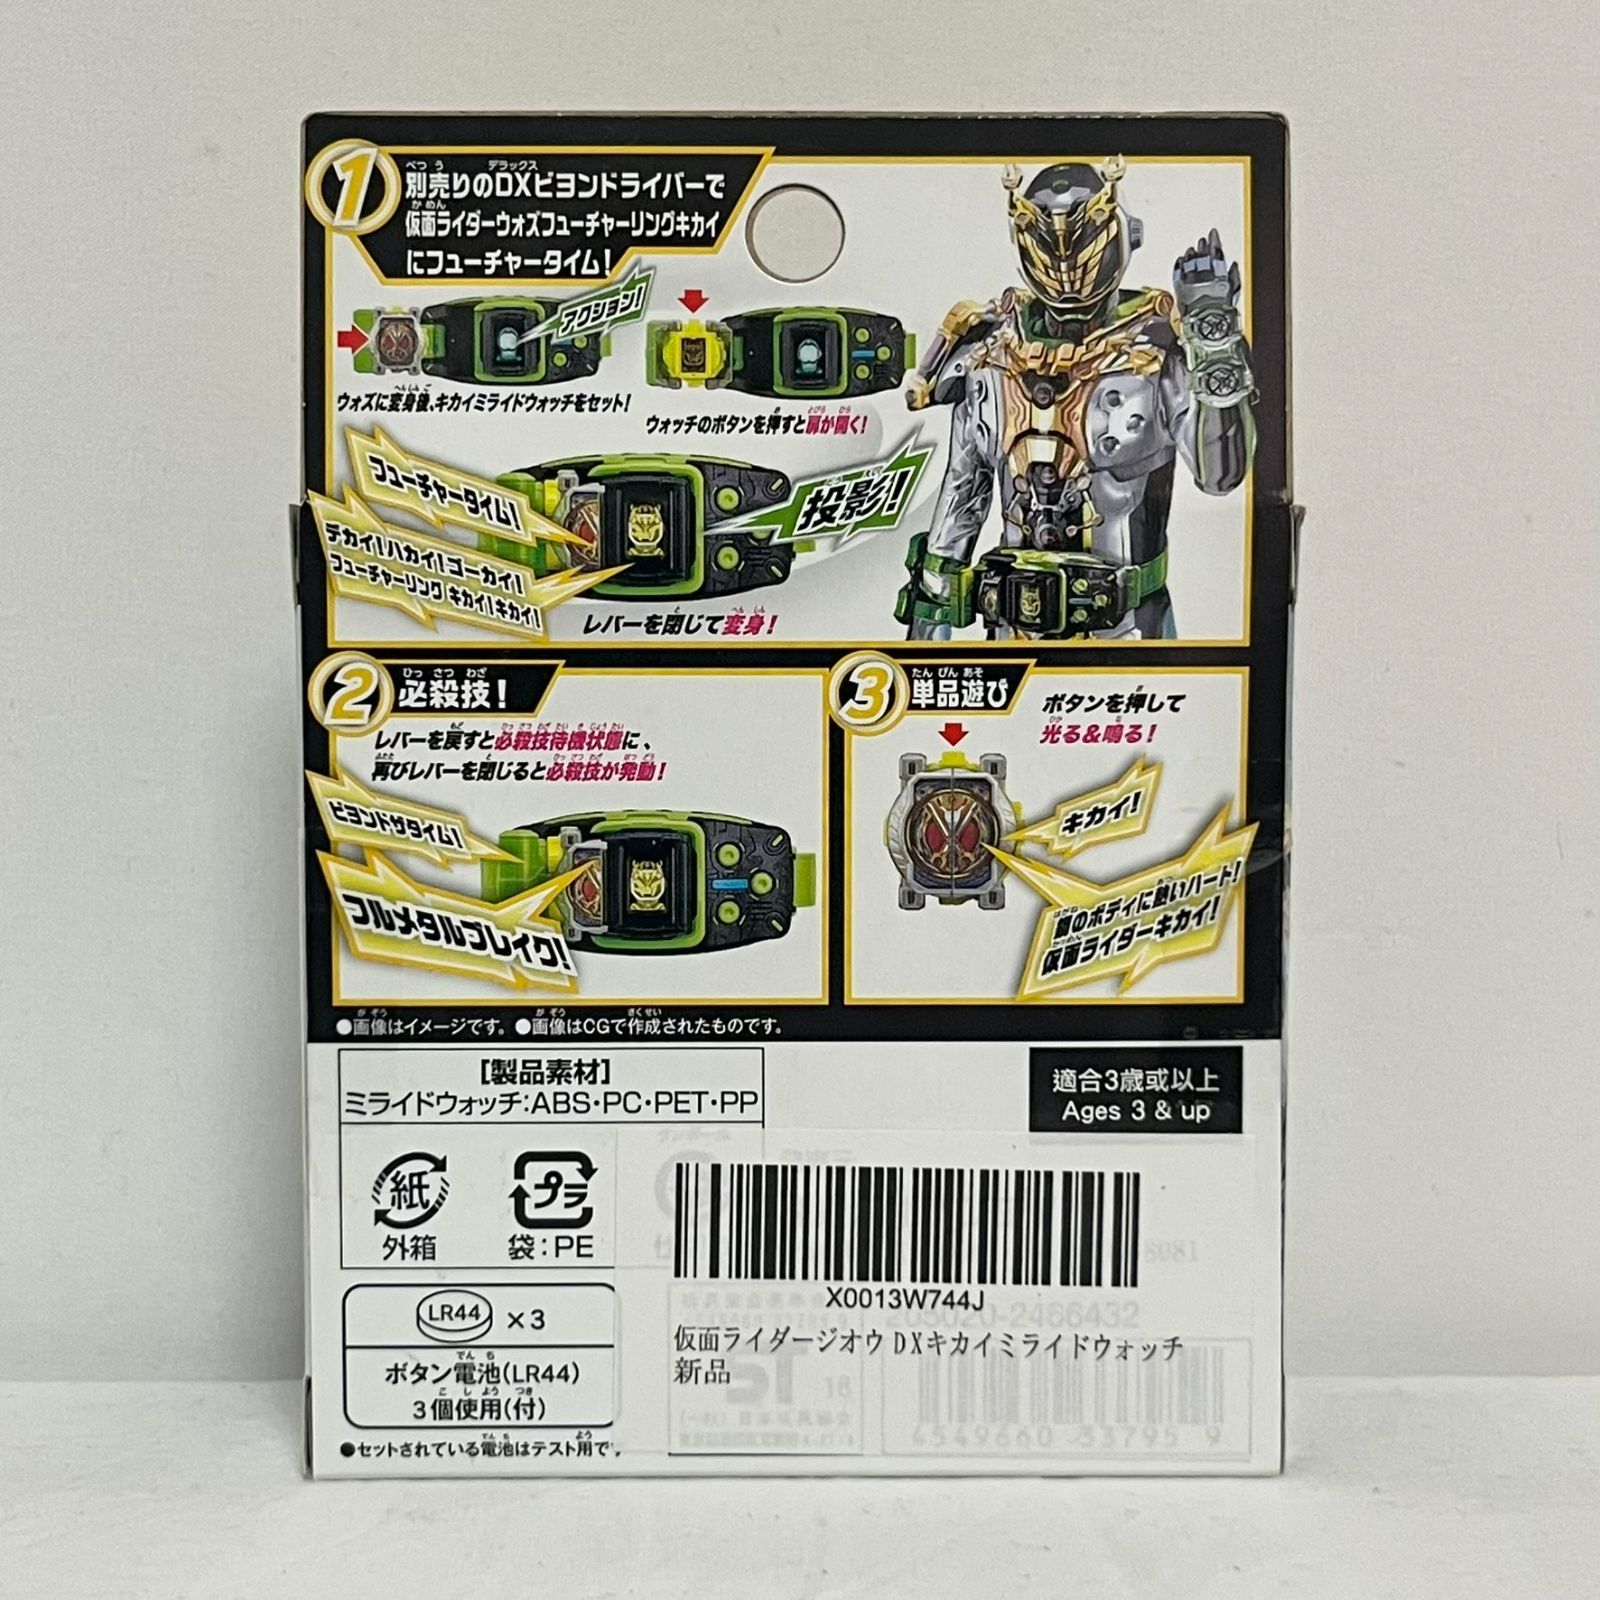 1
別売りのDXビヨンドライバーで
仮面ライダーウォズフューチャーリングキカイ
にフューチャータイム!
アクション!
ウォズに変身後、キカイミライドウォッチをセット!
ウォッチのボタンを押すと扉が開く!
フューチャータイム!
デカイ!ハカイ!ゴーカイ!
フューチャーリング キカイ!キカイ!
投影!
レバーを閉じて変身!
2
必殺技!
レバーを戻すと必殺技待機状態に、
再びレバーを閉じると必殺技が発動!
ビヨンドザタイム!
フルメタルブレイク!
3
単品遊び
ボタンを押して
光る&鳴る!
キカイ!
鋼のボディに熱いハート!
仮面ライダーキカイ!
●画像はイメージです。 ●画像はCGで作成されたものです。
[製品素材]
ミライドウォッチ:ABS・PC・PET・PP
適合3歳或以上
Ages 3 & up
紙
外箱
プラ
袋:PE
LR44 ×3
ボタン電池(LR44)
3個使用(付)
●セットされている電池はテスト用で
X0013W744J
仮面ライダージオウ DXキカイミライドウォッチ
新品
205020-2466432
4549660 337959